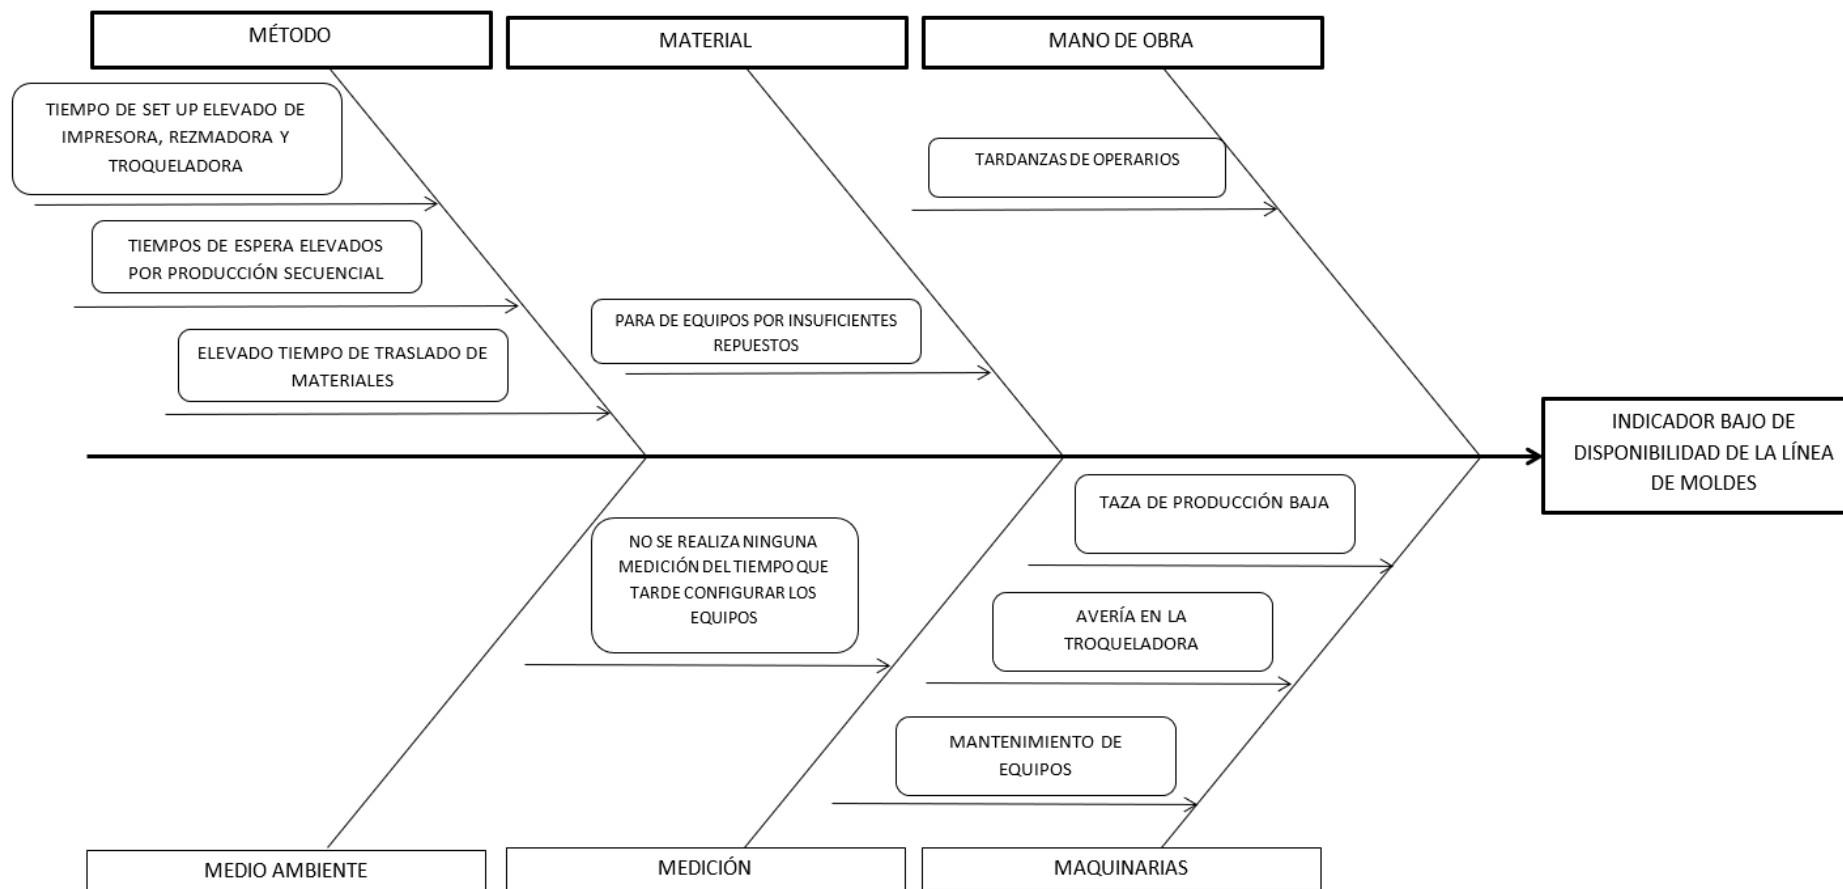 MÉTODO
MATERIAL
MANO DE OBRA
TIEMPO DE SET UP ELEVADO DE
IMPRESORA, REZMADORA Y
TROQUELADORA
TARDANZAS DE OPERARIOS
TIEMPOS DE ESPERA ELEVADOS
POR PRODUCCIÓN SECUENCIAL
PARA DE EQUIPOS POR INSUFICIENTES
REPUESTOS
ELEVADO TIEMPO DE TRASLADO DE
MATERIALES
INDICADOR BAJO DE
DISPONIBILIDAD DE LA LÍNEA
DE MOLDES
TAZA DE PRODUCCIÓN BAJA
NO SE REALIZA NINGUNA
MEDICIÓN DEL TIEMPO QUE
TARDE CONFIGURAR LOS
EQUIPOS
AVERÍA EN LA
TROQUELADORA
MANTENIMIENTO DE
EQUIPOS
MEDIO AMBIENTE
MEDICIÓN
MAQUINARIAS